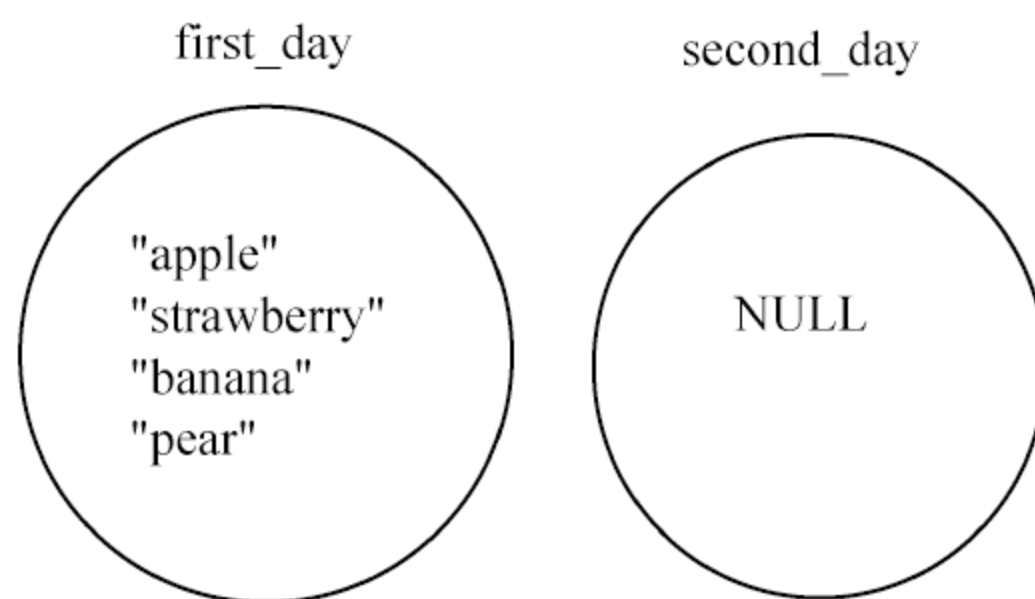 first_day
second_day
"apple"
"strawberry"
"banana"
"pear"
NULL